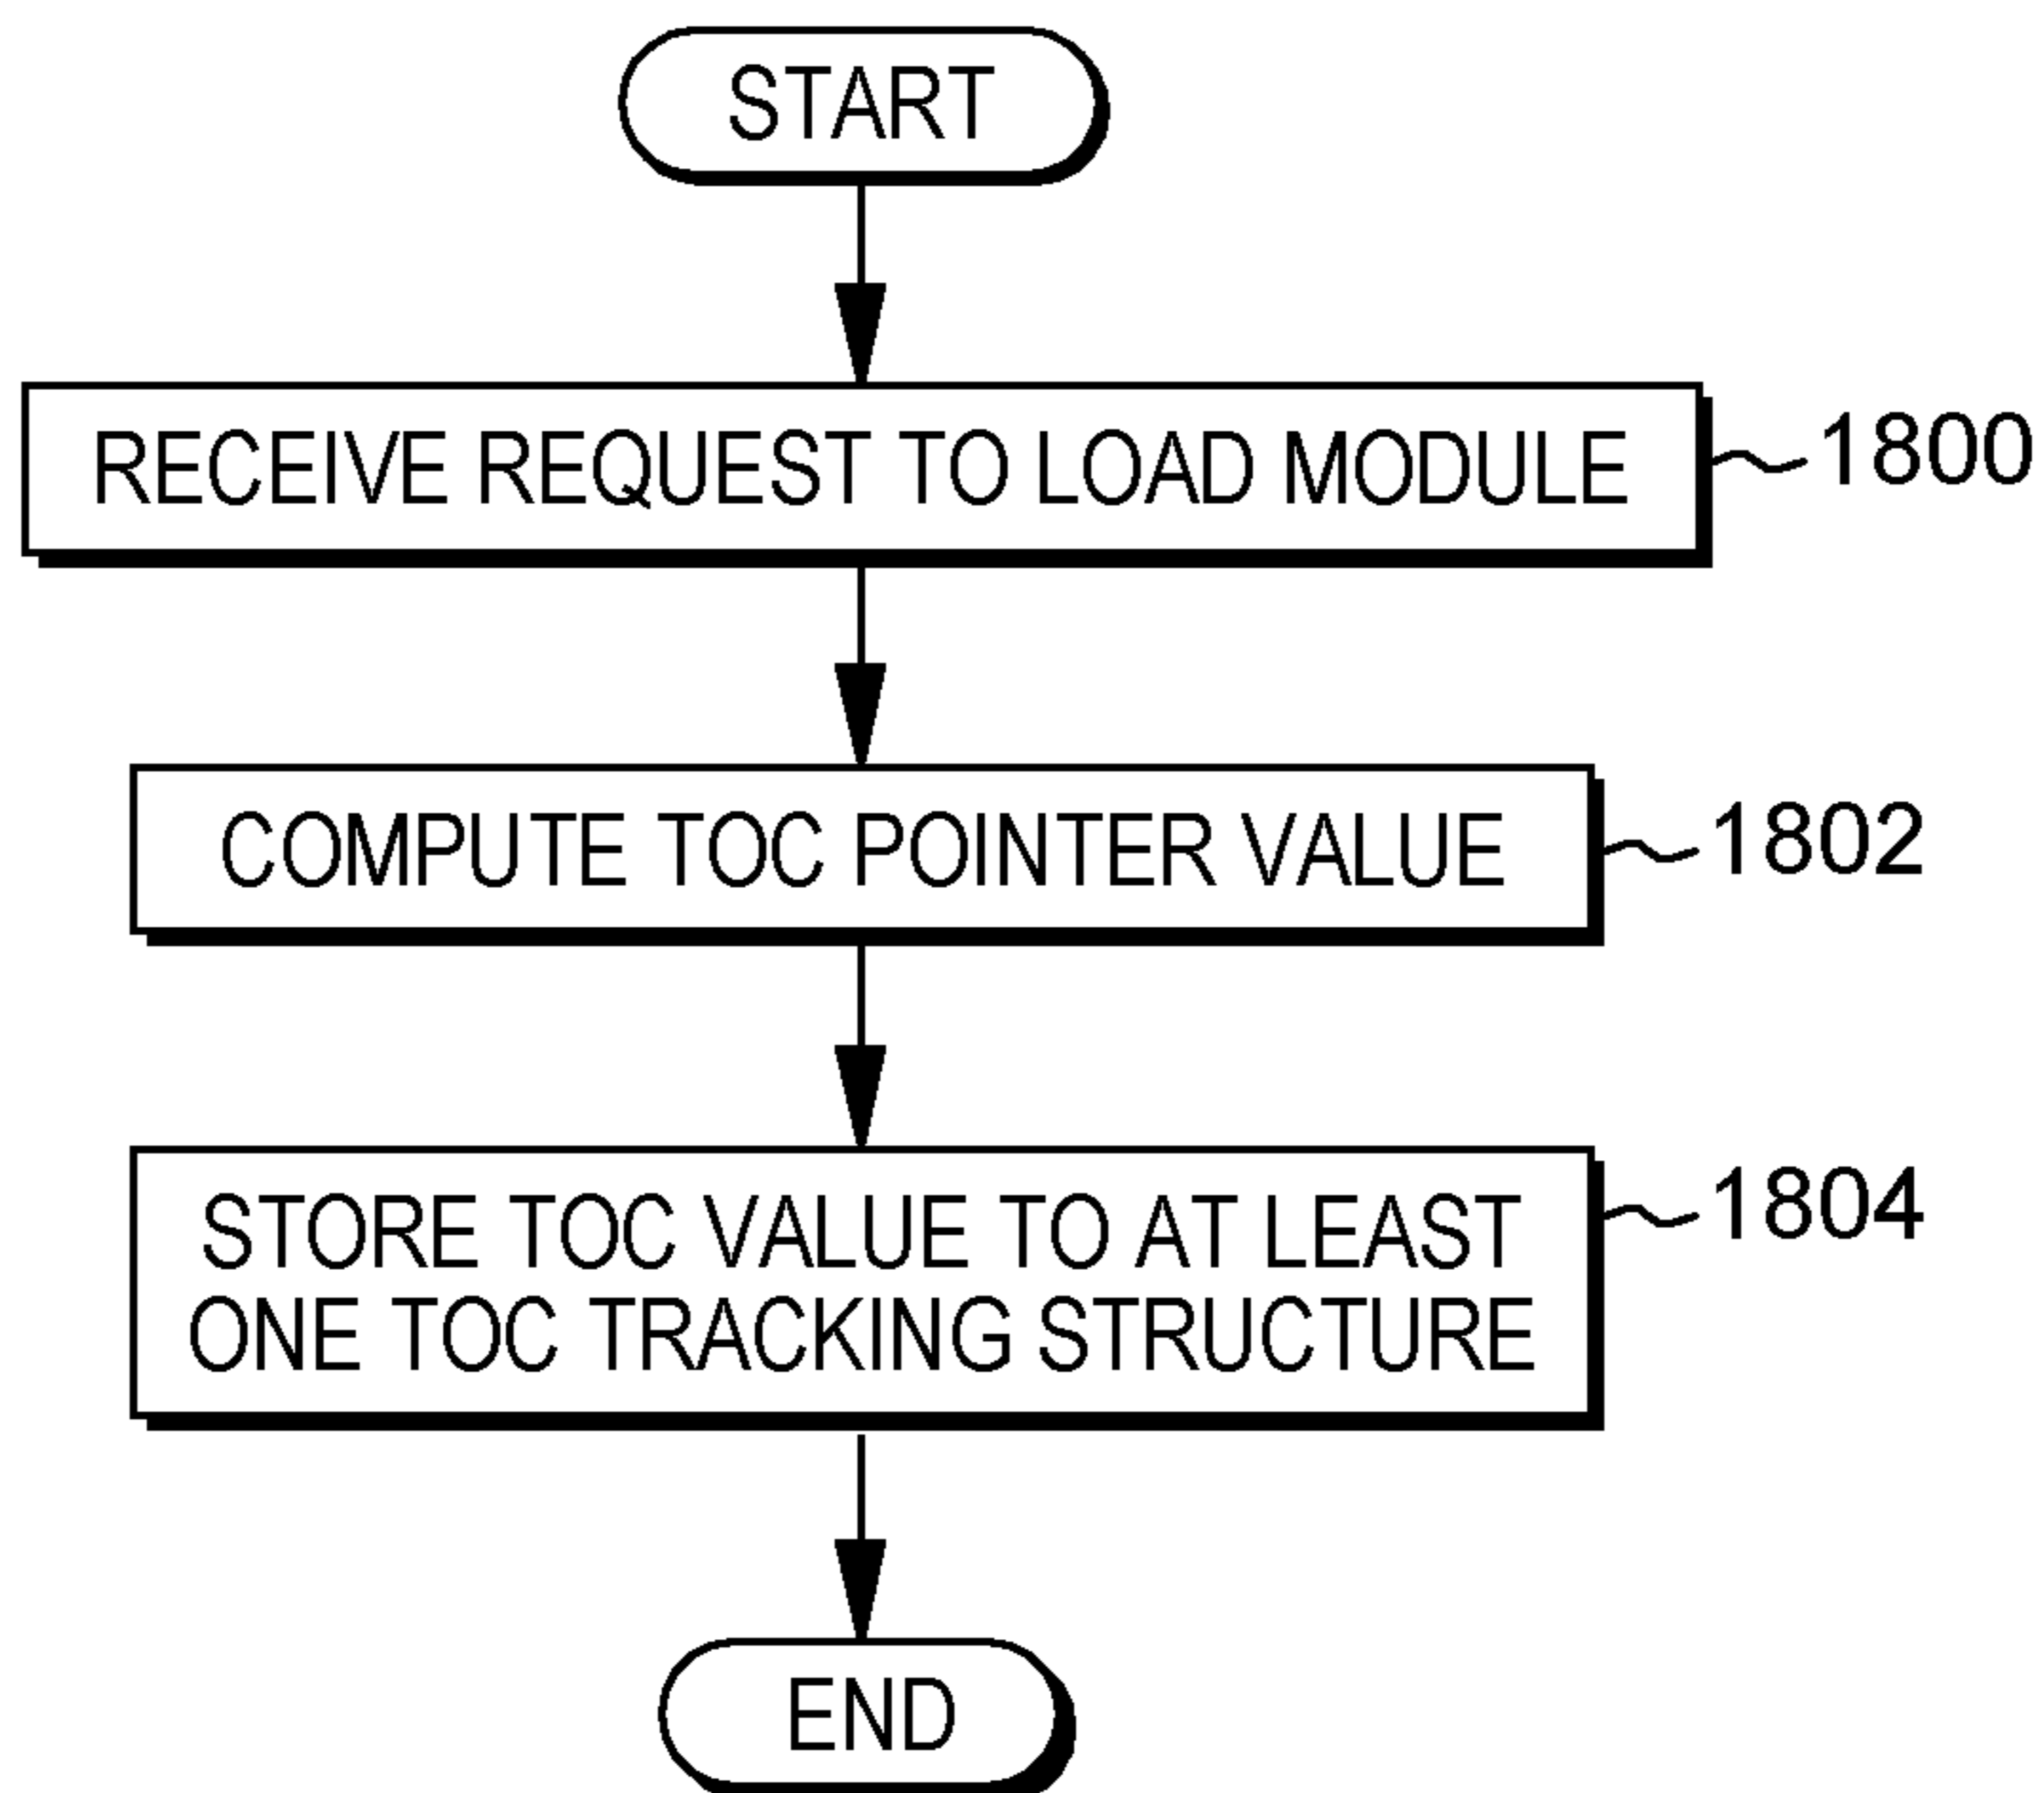 START
RECEIVE REQUEST TO LOAD MODULE
1800
COMPUTE TOC POINTER VALUE
1802
STORE TOC VALUE TO AT LEAST
ONE TOC TRACKING STRUCTURE
1804
END